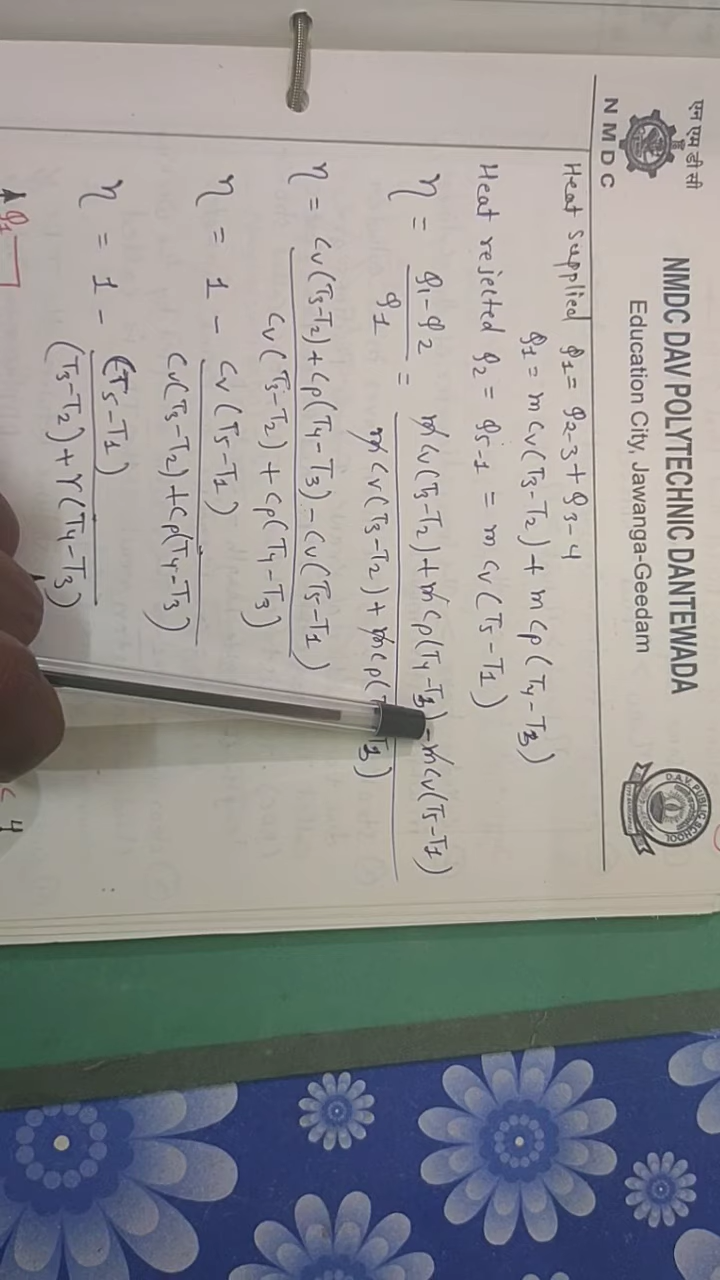 एन एम डी सी
N M D C
NMDC DAV POLYTECHNIC DANTEWADA
Education City, Jawanga-Geedam
D.A.V. PUBLIC SCHOOL
Heat Supplied Q1 = Q2-3 + Q3-4
Q1 = m Cv (T3-T2) + m Cp (T4-T3)
Heat rejected Q2 = Q5-1 = m Cv (T5-T1)
η = (Q1-Q2)/Q1 = (m Cv (T3-T2) + m Cp (T4-T3) - m Cv (T5-T1))/(m Cv (T3-T2) + m Cp ( T3))
η = (Cv (T3-T2) + Cp (T4-T3) - Cv (T5-T1))/(Cv (T3-T2) + Cp (T4-T3))
η = 1 - (Cv (T5-T1))/(Cv (T3-T2) + Cp (T4-T3))
η = 1 - (T5-T1)/((T3-T2) + γ (T4-T3))
Q1
4